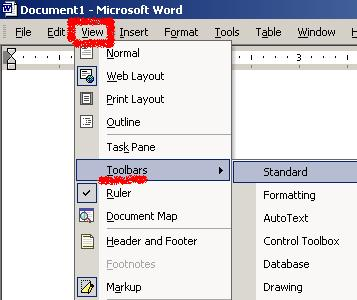 Document1 - Microsoft Word
File Edit View Insert Format Tools Table Window
3
Normal
Web Layout
Print Layout
Outline
Task Pane
Toolbars
Standard
Ruler
Formatting
Document Map
AutoText
Header and Footer
Control Toolbox
Footnotes
Database
Markup
Drawing